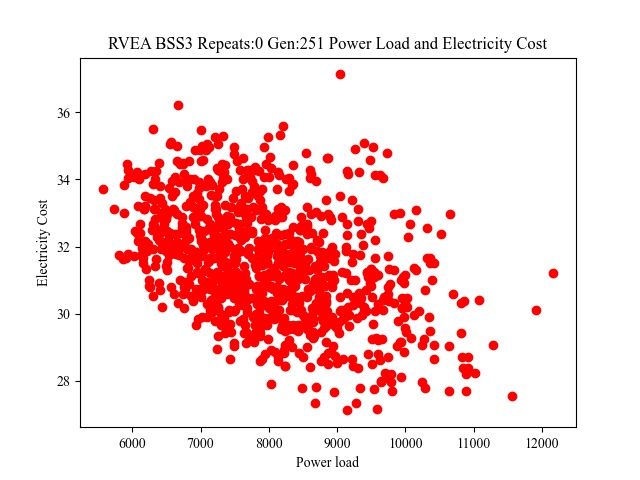 RVEA BSS3 Repeats:0 Gen:251 Power Load and Electricity Cost
Electricity Cost
36
34
32
30
28
6000 7000 8000 9000 10000 11000 12000
Power load